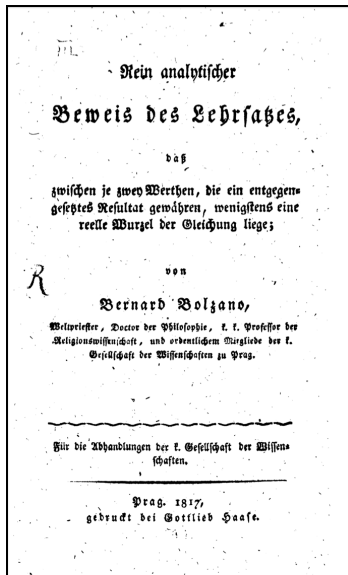 Rein analytischer
Beweis des Lehrsatzes,
daß
zwischen je zwey Werthen, die ein entgegen-
gesetztes Resultat gewähren, wenigstens eine
reelle Wurzel der Gleichung liege;
von
R
Bernard Bolzano,
Weltpriester, Doctor der Philosophie, k. k. Professor der
Religionswissenschaft, und ordentlichem Mitgliede der k.
Gesellschaft der Wissenschaften zu Prag.
Für die Abhandlungen der k. Gesellschaft der Wissen-
schaften.
Prag. 1817,
gedruckt bei Gottlieb Haase.